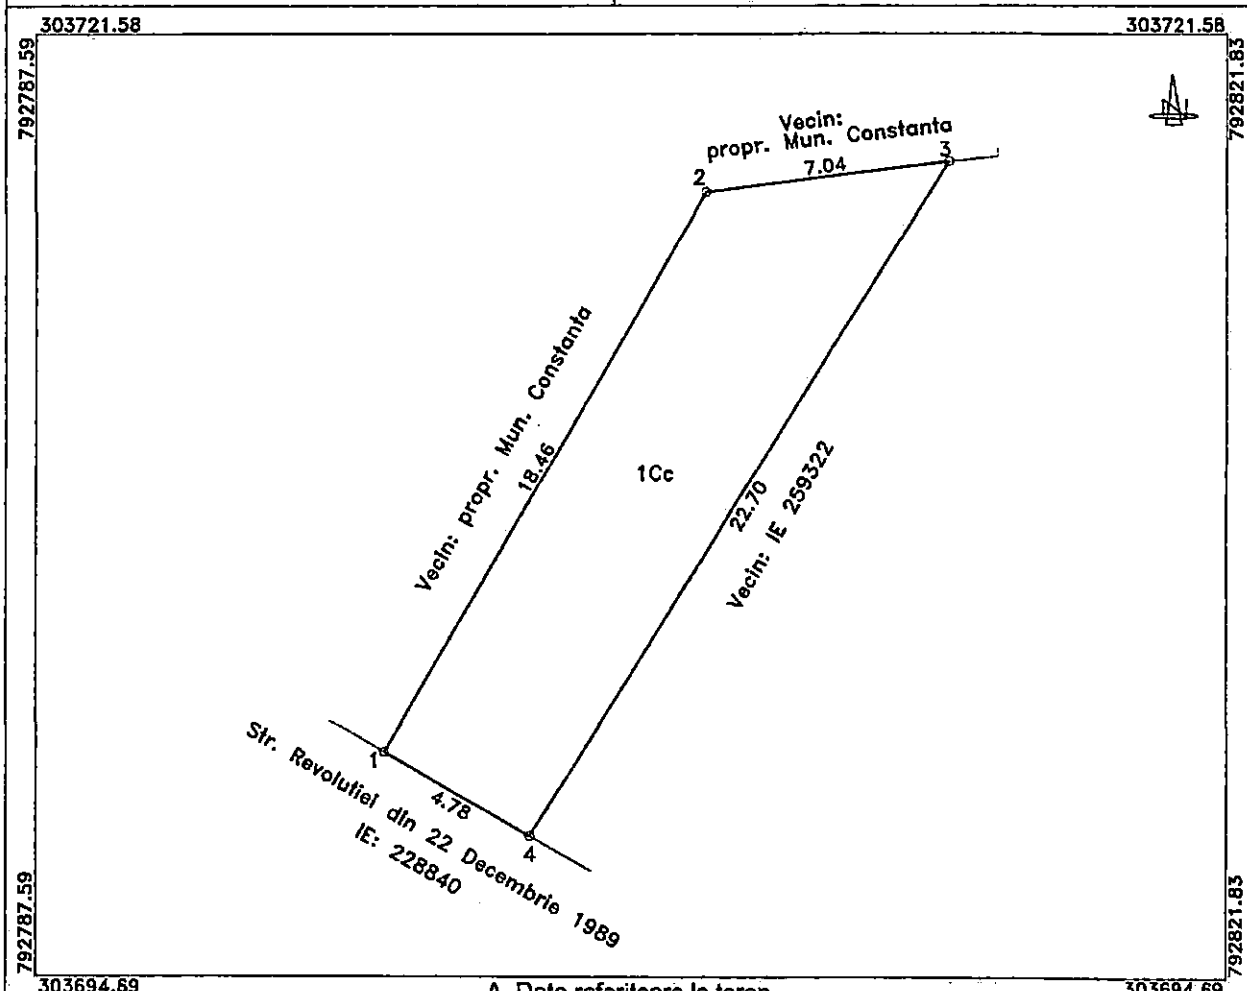 303721.58
303721.58
792787.59
792821.83
Vecin:
propr. Mun. Constanta
7.04
2
3
Vecin: propr. Mun. Constanta
18.46
1Cc
22.70
Vecin: IE 259322
1
4.78
4
Str. Revolutiei din 22 Decembrie 1989
IE: 228840
792787.59
792821.83
303694.69
A. Date referitoare la teren
303694.69